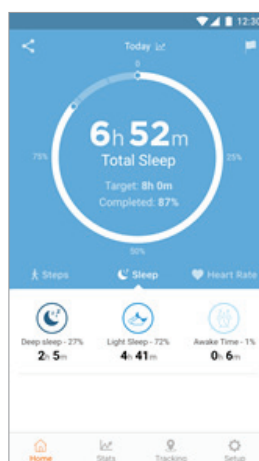 12:30
Today
0
6h 52m
Total Sleep
75%
25%
Target: 8h 0m
Completed: 87%
50%
Steps
Sleep
Heart Rate
Deep sleep - 27%
Light Sleep - 72%
Awake Time - 1%
2h 5m
4h 41m
0h 6m
Home
Stats
Tracking
Setup